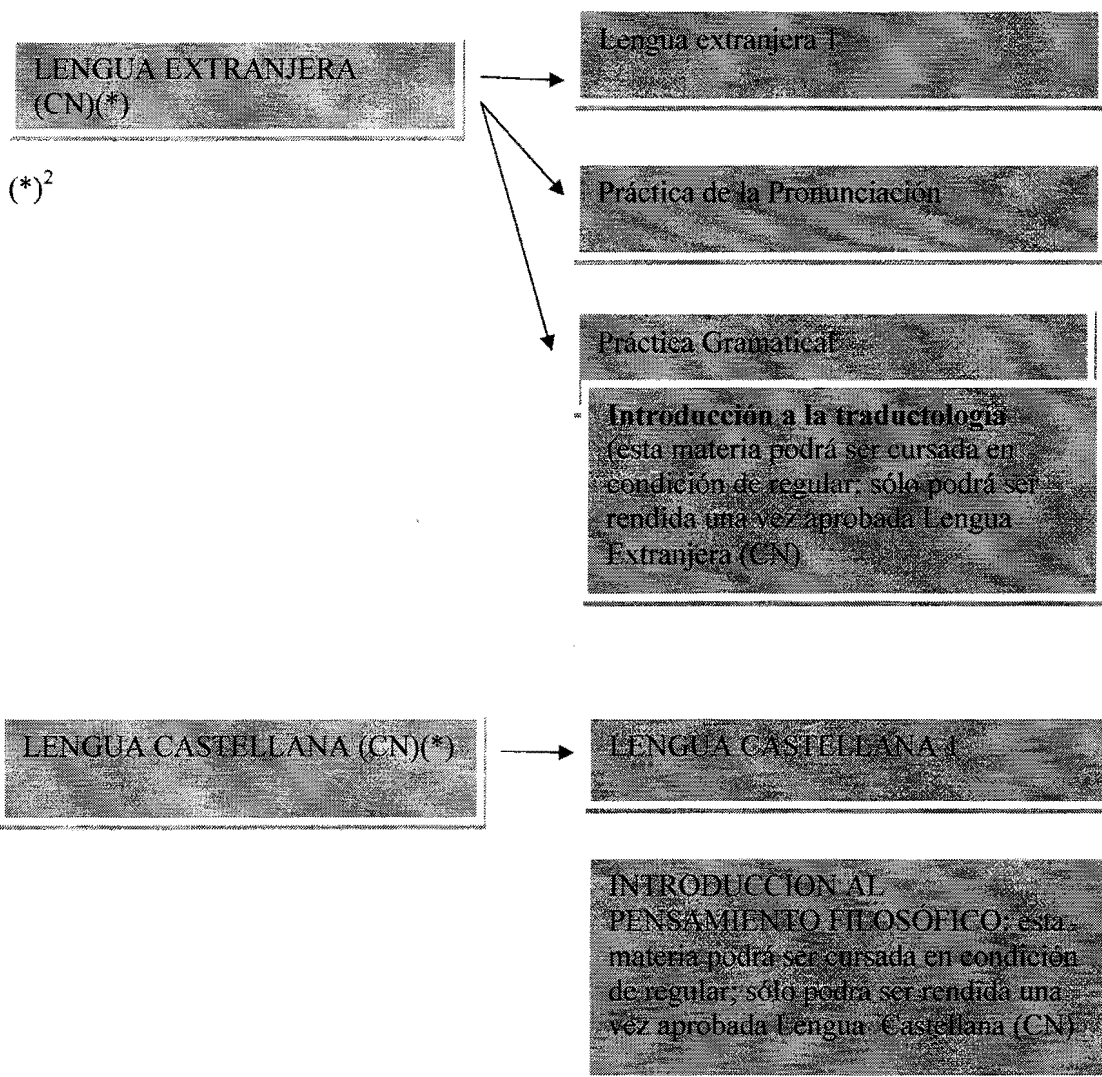 LENGUA EXTRANJERA
(CN)(*)
(*)2
Lengua extranjera 1
Práctica de la Pronunciación
Práctica Gramatical
Introducción a la traductología
(esta materia podrá ser cursada en
condición de regular; sólo podrá ser
rendida una vez aprobada Lengua
Extranjera (CN)
LENGUA CASTELLANA (CN)(*)
LENGUA CASTELLANA 1
INTRODUCCION AL
PENSAMIENTO FILOSÓFICO: esta
materia podrá ser cursada en condición
de regular; sólo podrá ser rendida una
vez aprobada Lengua Castellana (CN)